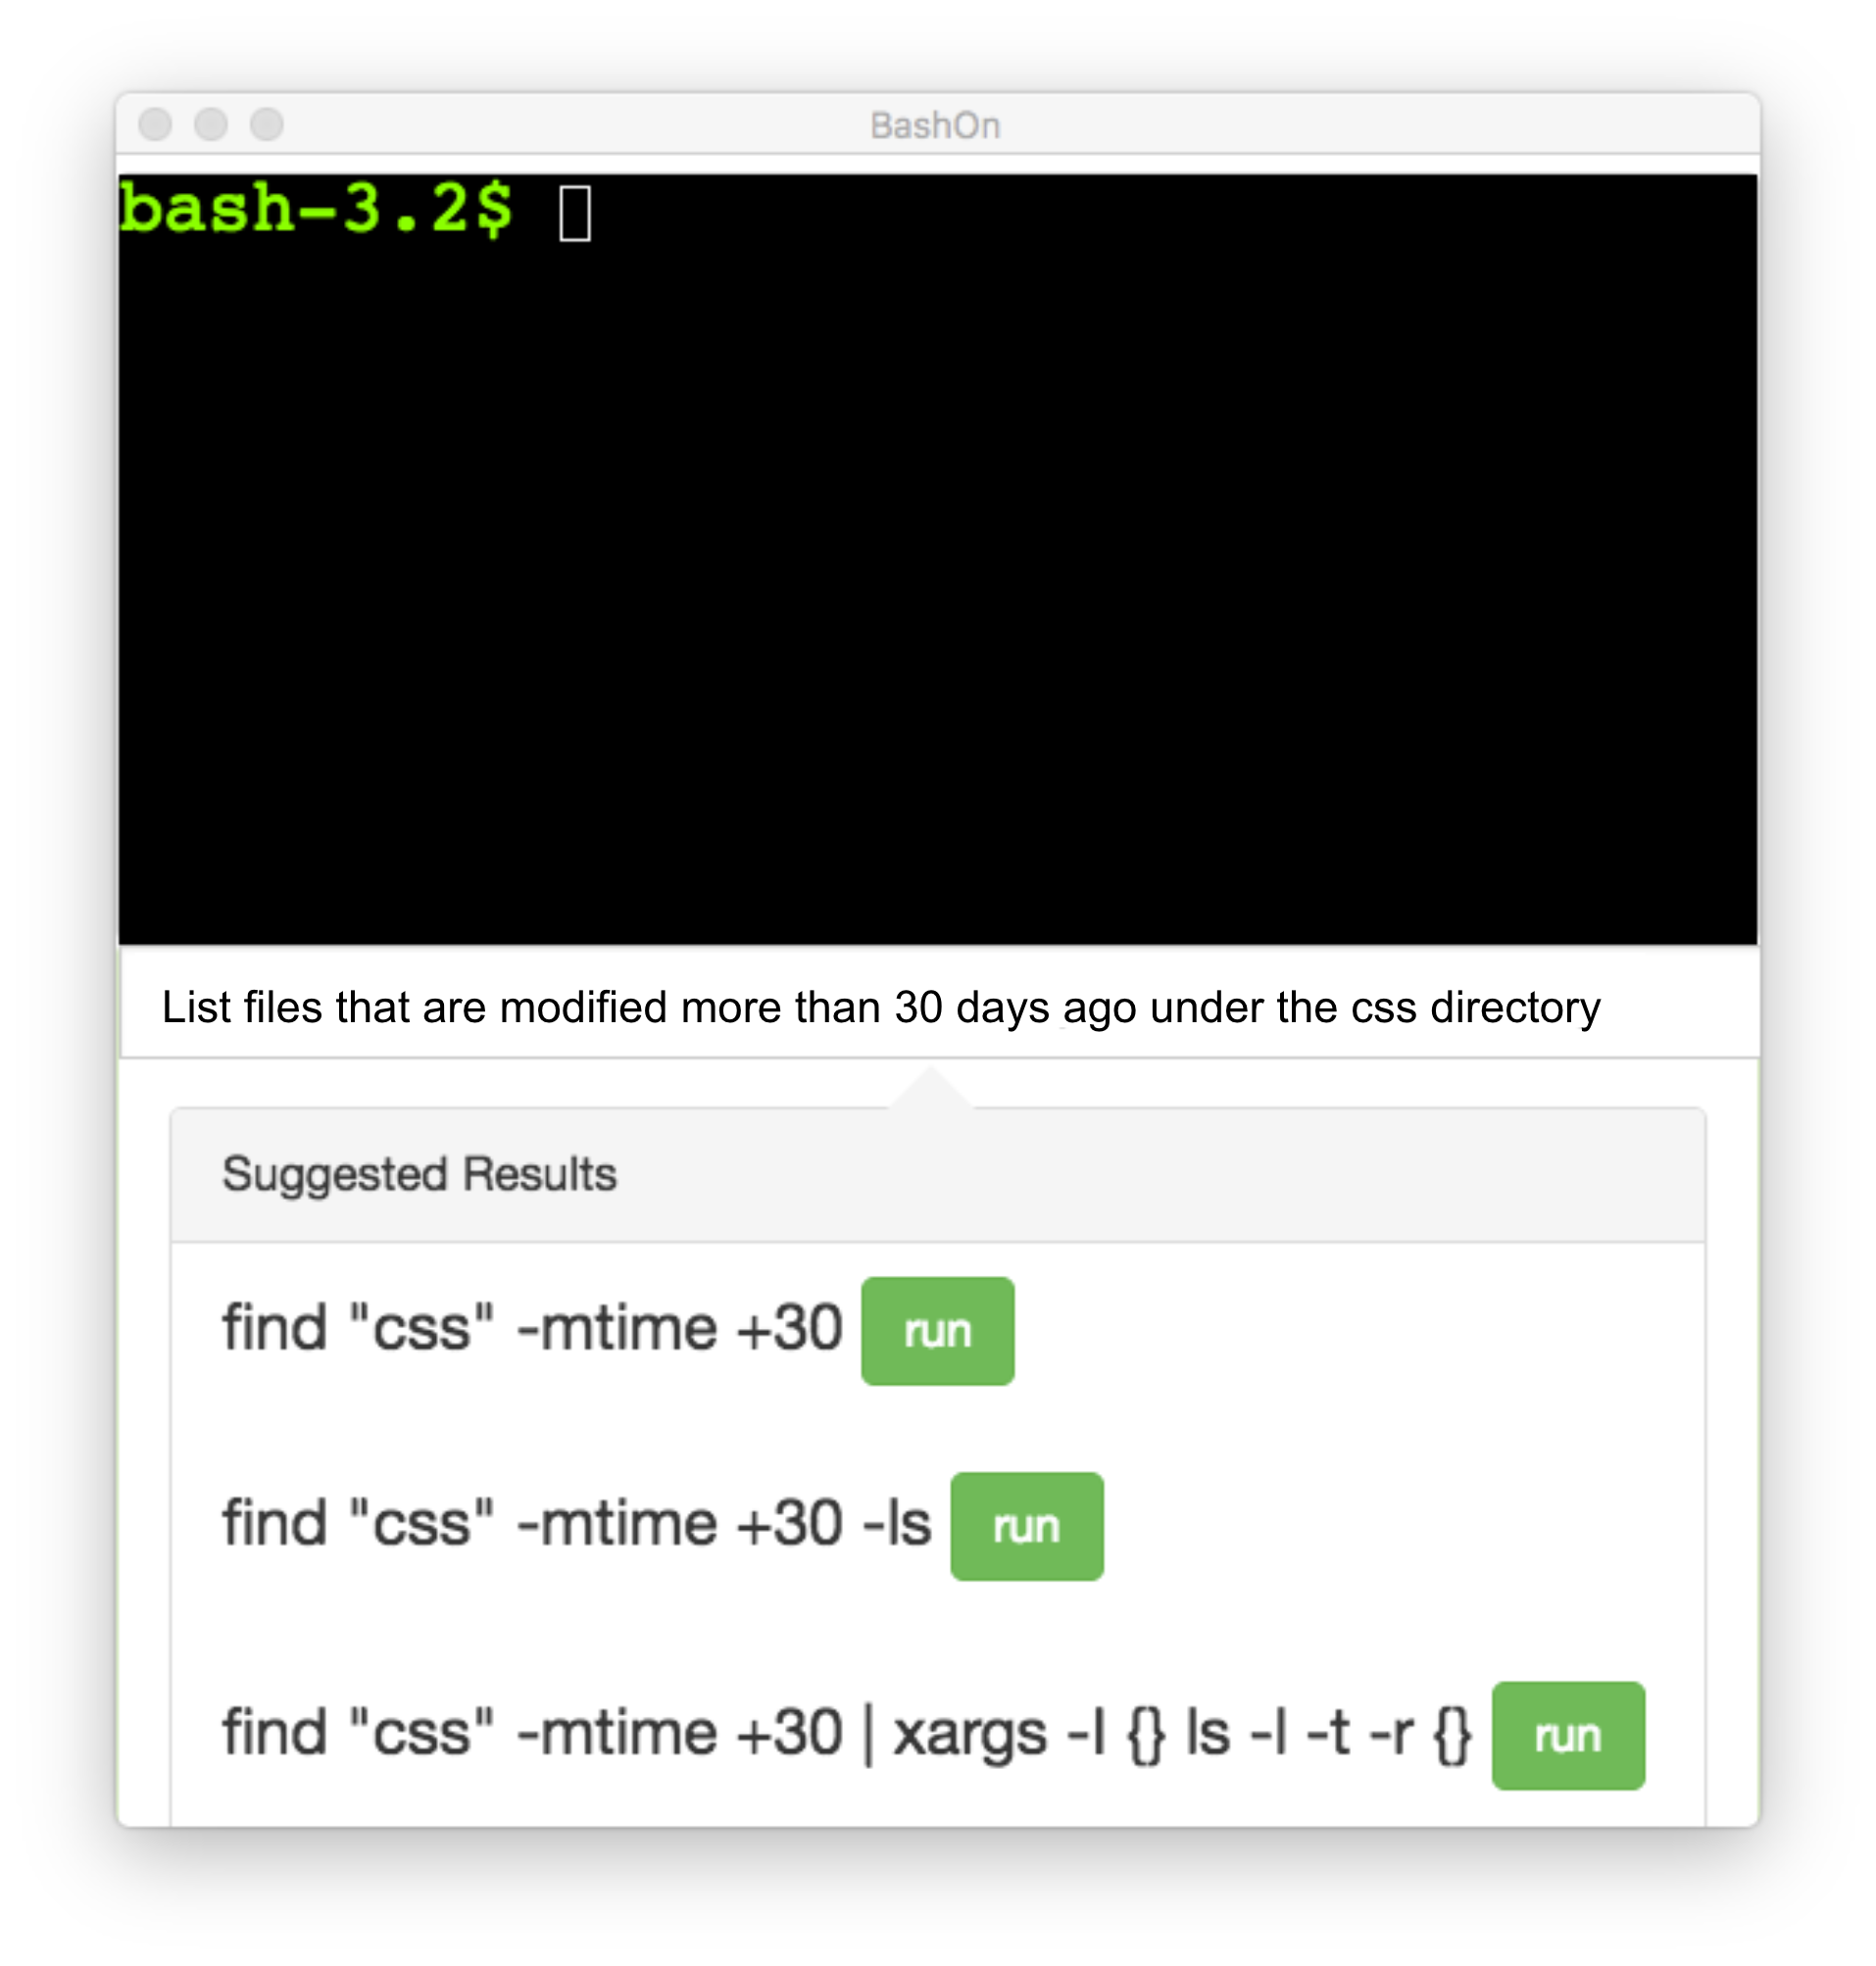 BashOn
bash-3.2$
List files that are modified more than 30 days ago under the css directory
Suggested Results
find "css" -mtime +30 run
find "css" -mtime +30 -ls run
find "css" -mtime +30 | xargs -I {} ls -l -t -r {} run